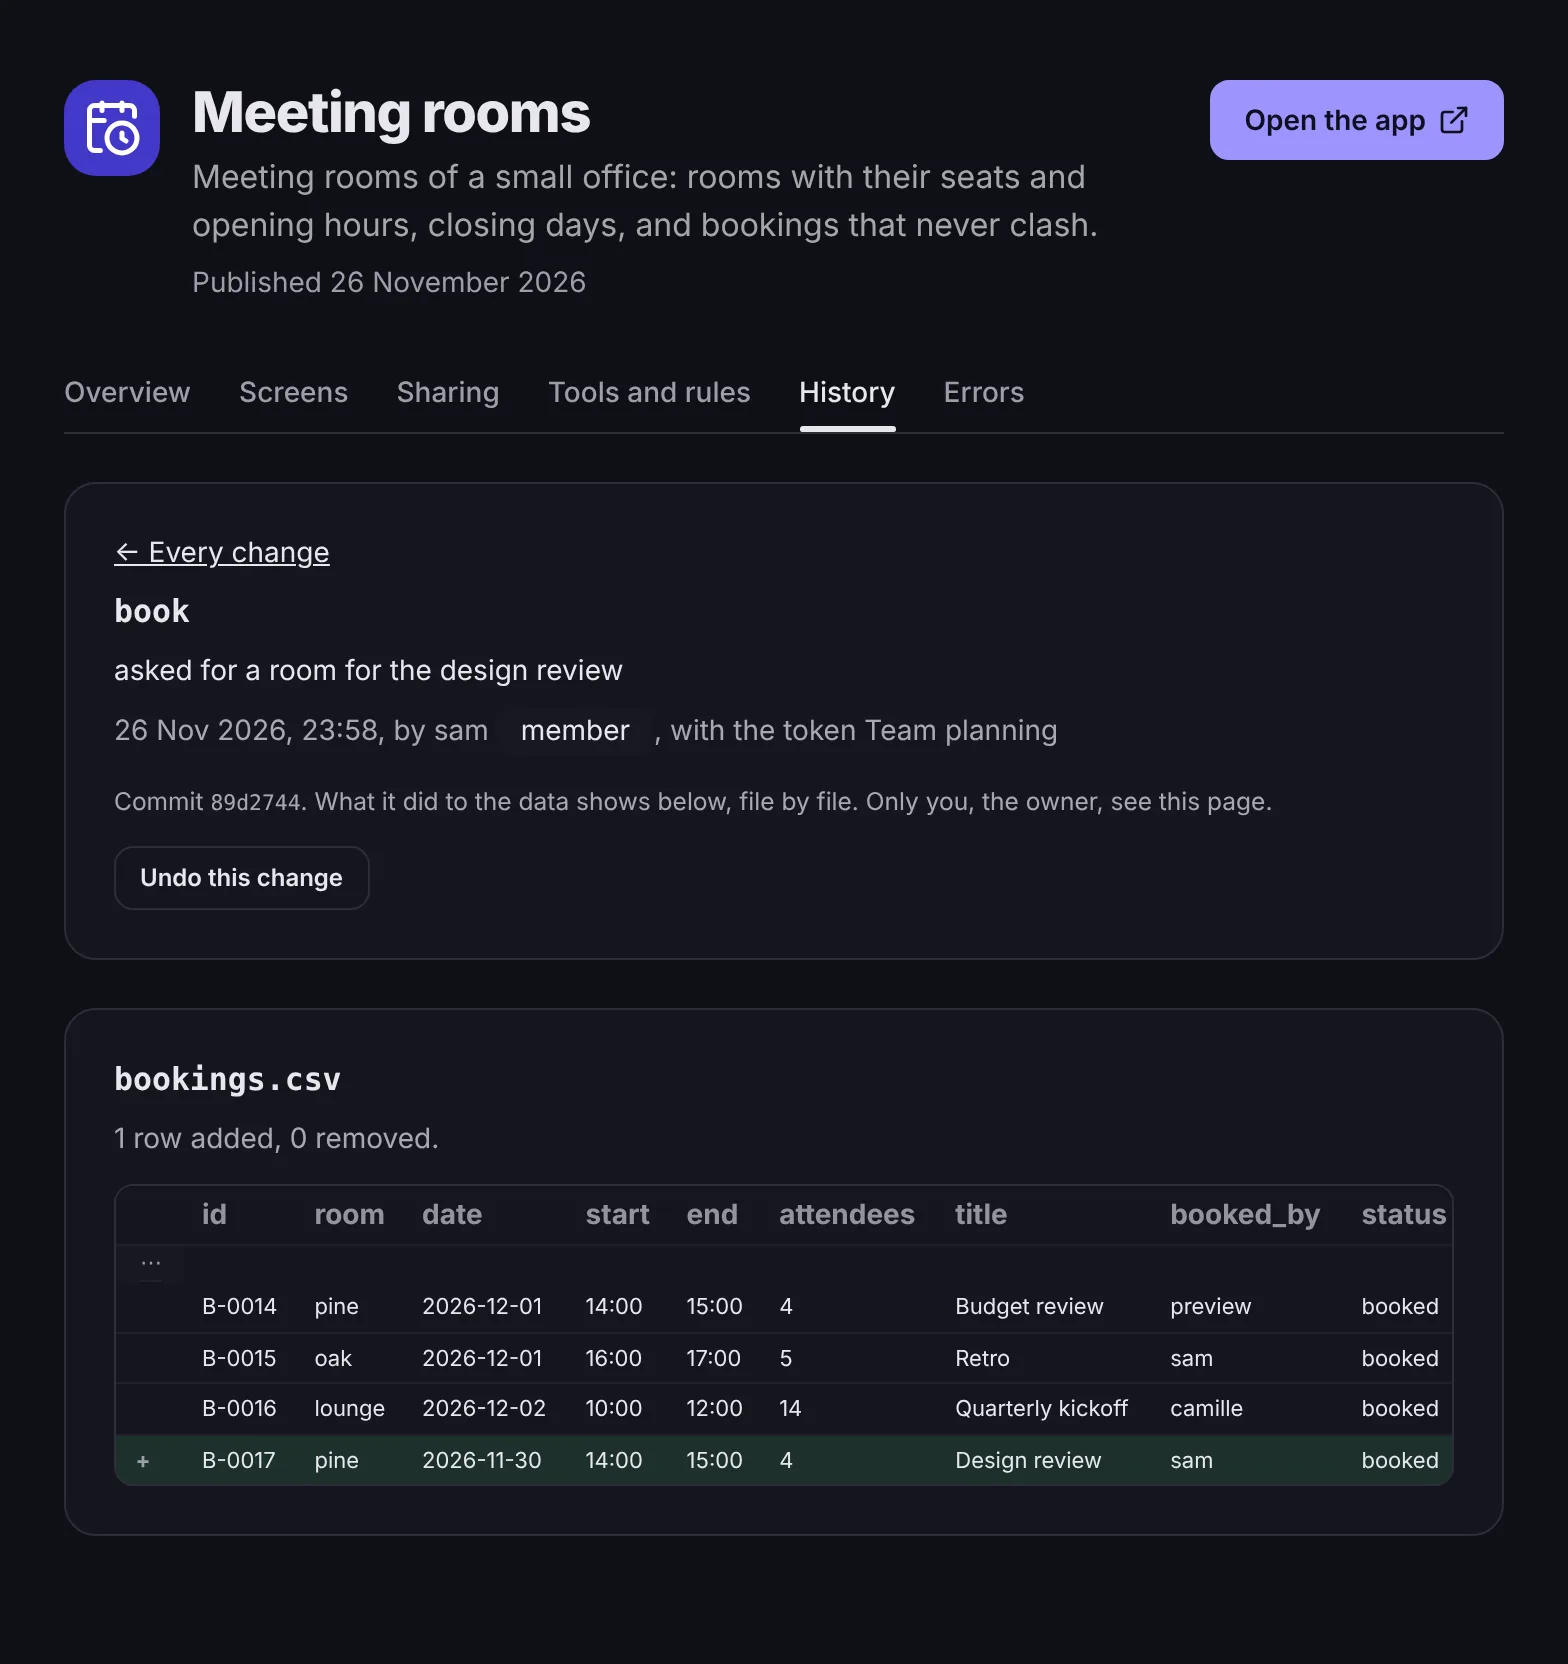 Meeting rooms
Open the app
Meeting rooms of a small office: rooms with their seats and
opening hours, closing days, and bookings that never clash.
Published 26 November 2026
Overview Screens Sharing Tools and rules History Errors
← Every change
book
asked for a room for the design review
26 Nov 2026, 23:58, by sam member , with the token Team planning
Commit 89d2744. What it did to the data shows below, file by file. Only you, the owner, see this page.
Undo this change
bookings.csv
1 row added, 0 removed.
id room date start end attendees title booked_by status
…
B-0014 pine 2026-12-01 14:00 15:00 4 Budget review preview booked
B-0015 oak 2026-12-01 16:00 17:00 5 Retro sam booked
B-0016 lounge 2026-12-02 10:00 12:00 14 Quarterly kickoff camille booked
+ B-0017 pine 2026-11-30 14:00 15:00 4 Design review sam booked